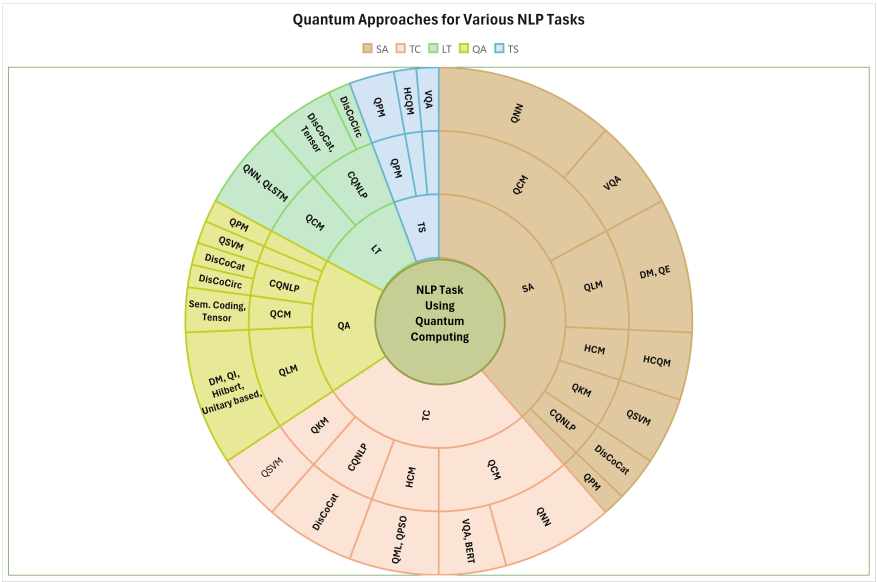 Quantum Approaches for Various NLP Tasks
SA TC LT QA TS
NLP Task
Using
Quantum
Computing
SA
QCM
QNN
VQA
QLM
DM, QE
HCM
HCQM
QKM
QSVM
CQNLP
DisCoCat
QPM
TC
QCM
QNN
VQA, BERT
HCM
QML, QPSO
CQNLP
DisCoCat
QKM
QSVM
QA
QLM
DM, QI,
Hilbert,
Unitary based,
QCM
Sem. Coding,
Tensor
CQNLP
DisCoCirc
DisCoCat
QSVM
QPM
LT
QCM
QNN, QLSTM
CQNLP
DisCoCat,
Tensor
DisCoCirc
TS
QPM
QPM
HCQM
VQA